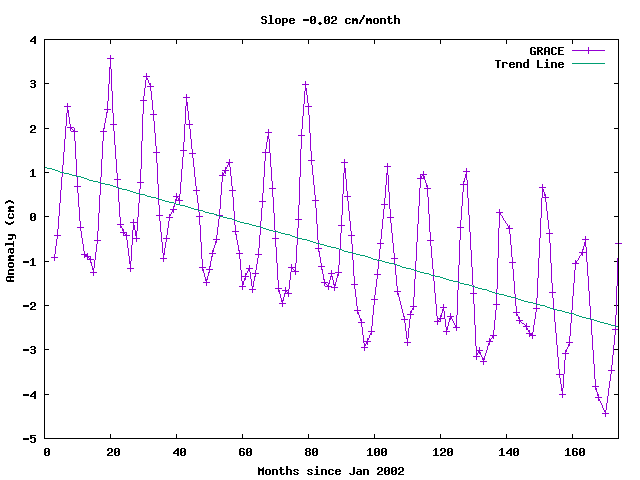 Slope -0.02 cm/month
GRACE
Trend Line
4
3
2
1
0
-1
-2
-3
-4
-5
Anomaly (cm)
0 20 40 60 80 100 120 140 160
Months since Jan 2002